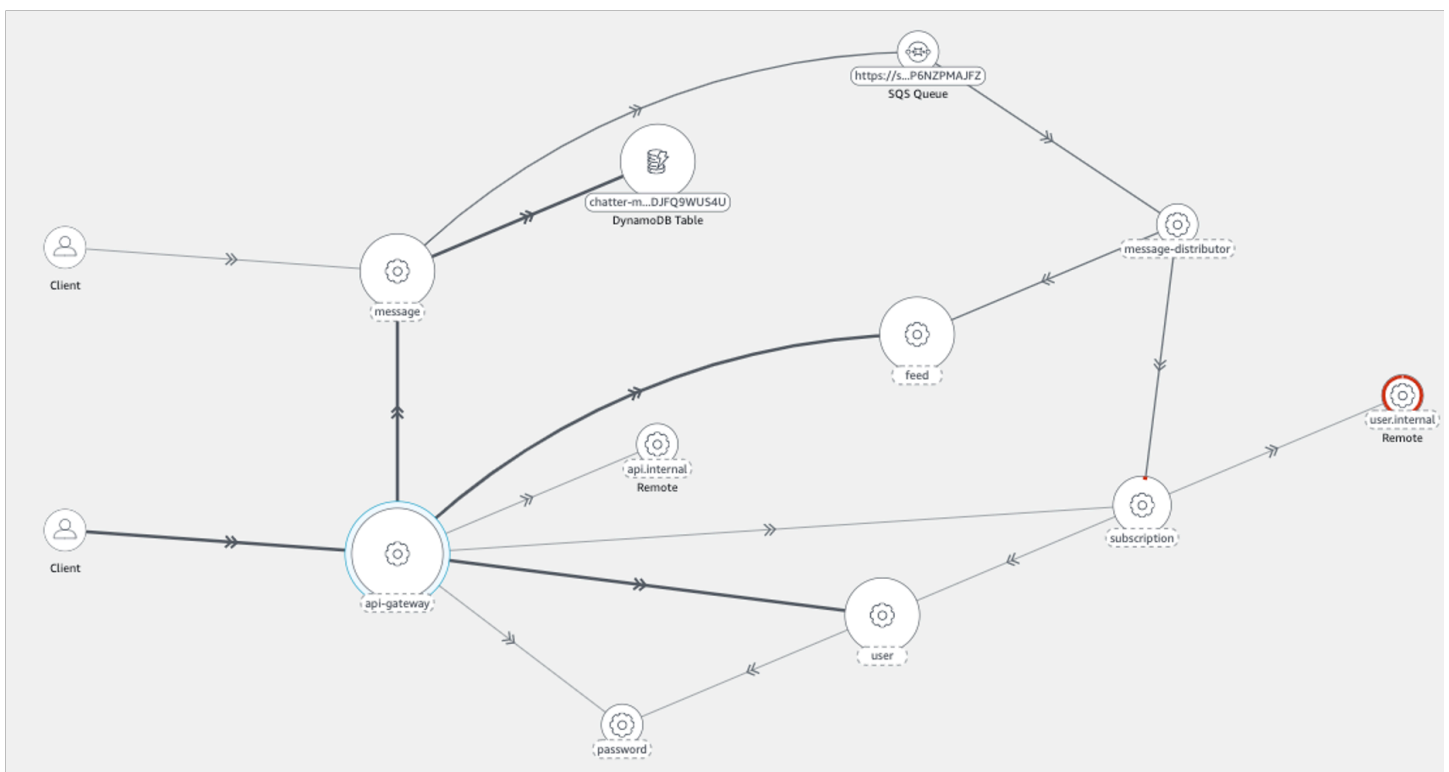 https://s...P6NZPMAJFZ
SQS Queue
chatter-m...DJFQ9WUS4U
DynamoDB Table
message-distributor
Client
message
feed
user.internal
Remote
api.internal
Remote
subscription
Client
api-gateway
user
password